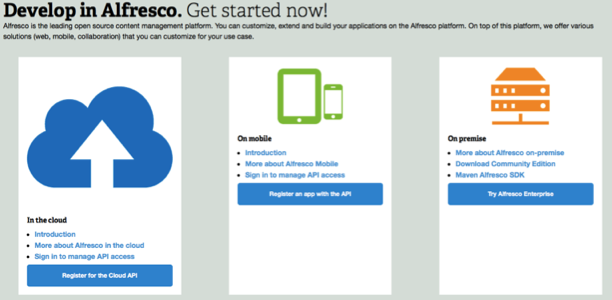 Develop in Alfresco. Get started now!
Alfresco is the leading open source content management platform. You can customize, extend and build your applications on the Alfresco platform. On top of this platform, we offer various
solutions (web, mobile, collaboration) that you can customize for your use case.
In the cloud
Introduction
More about Alfresco in the cloud
Sign in to manage API access
Register for the Cloud API
On mobile
Introduction
More about Alfresco Mobile
Sign in to manage API access
Register an app with the API
On premise
More about Alfresco on-premise
Download Community Edition
Maven Alfresco SDK
Try Alfresco Enterprise